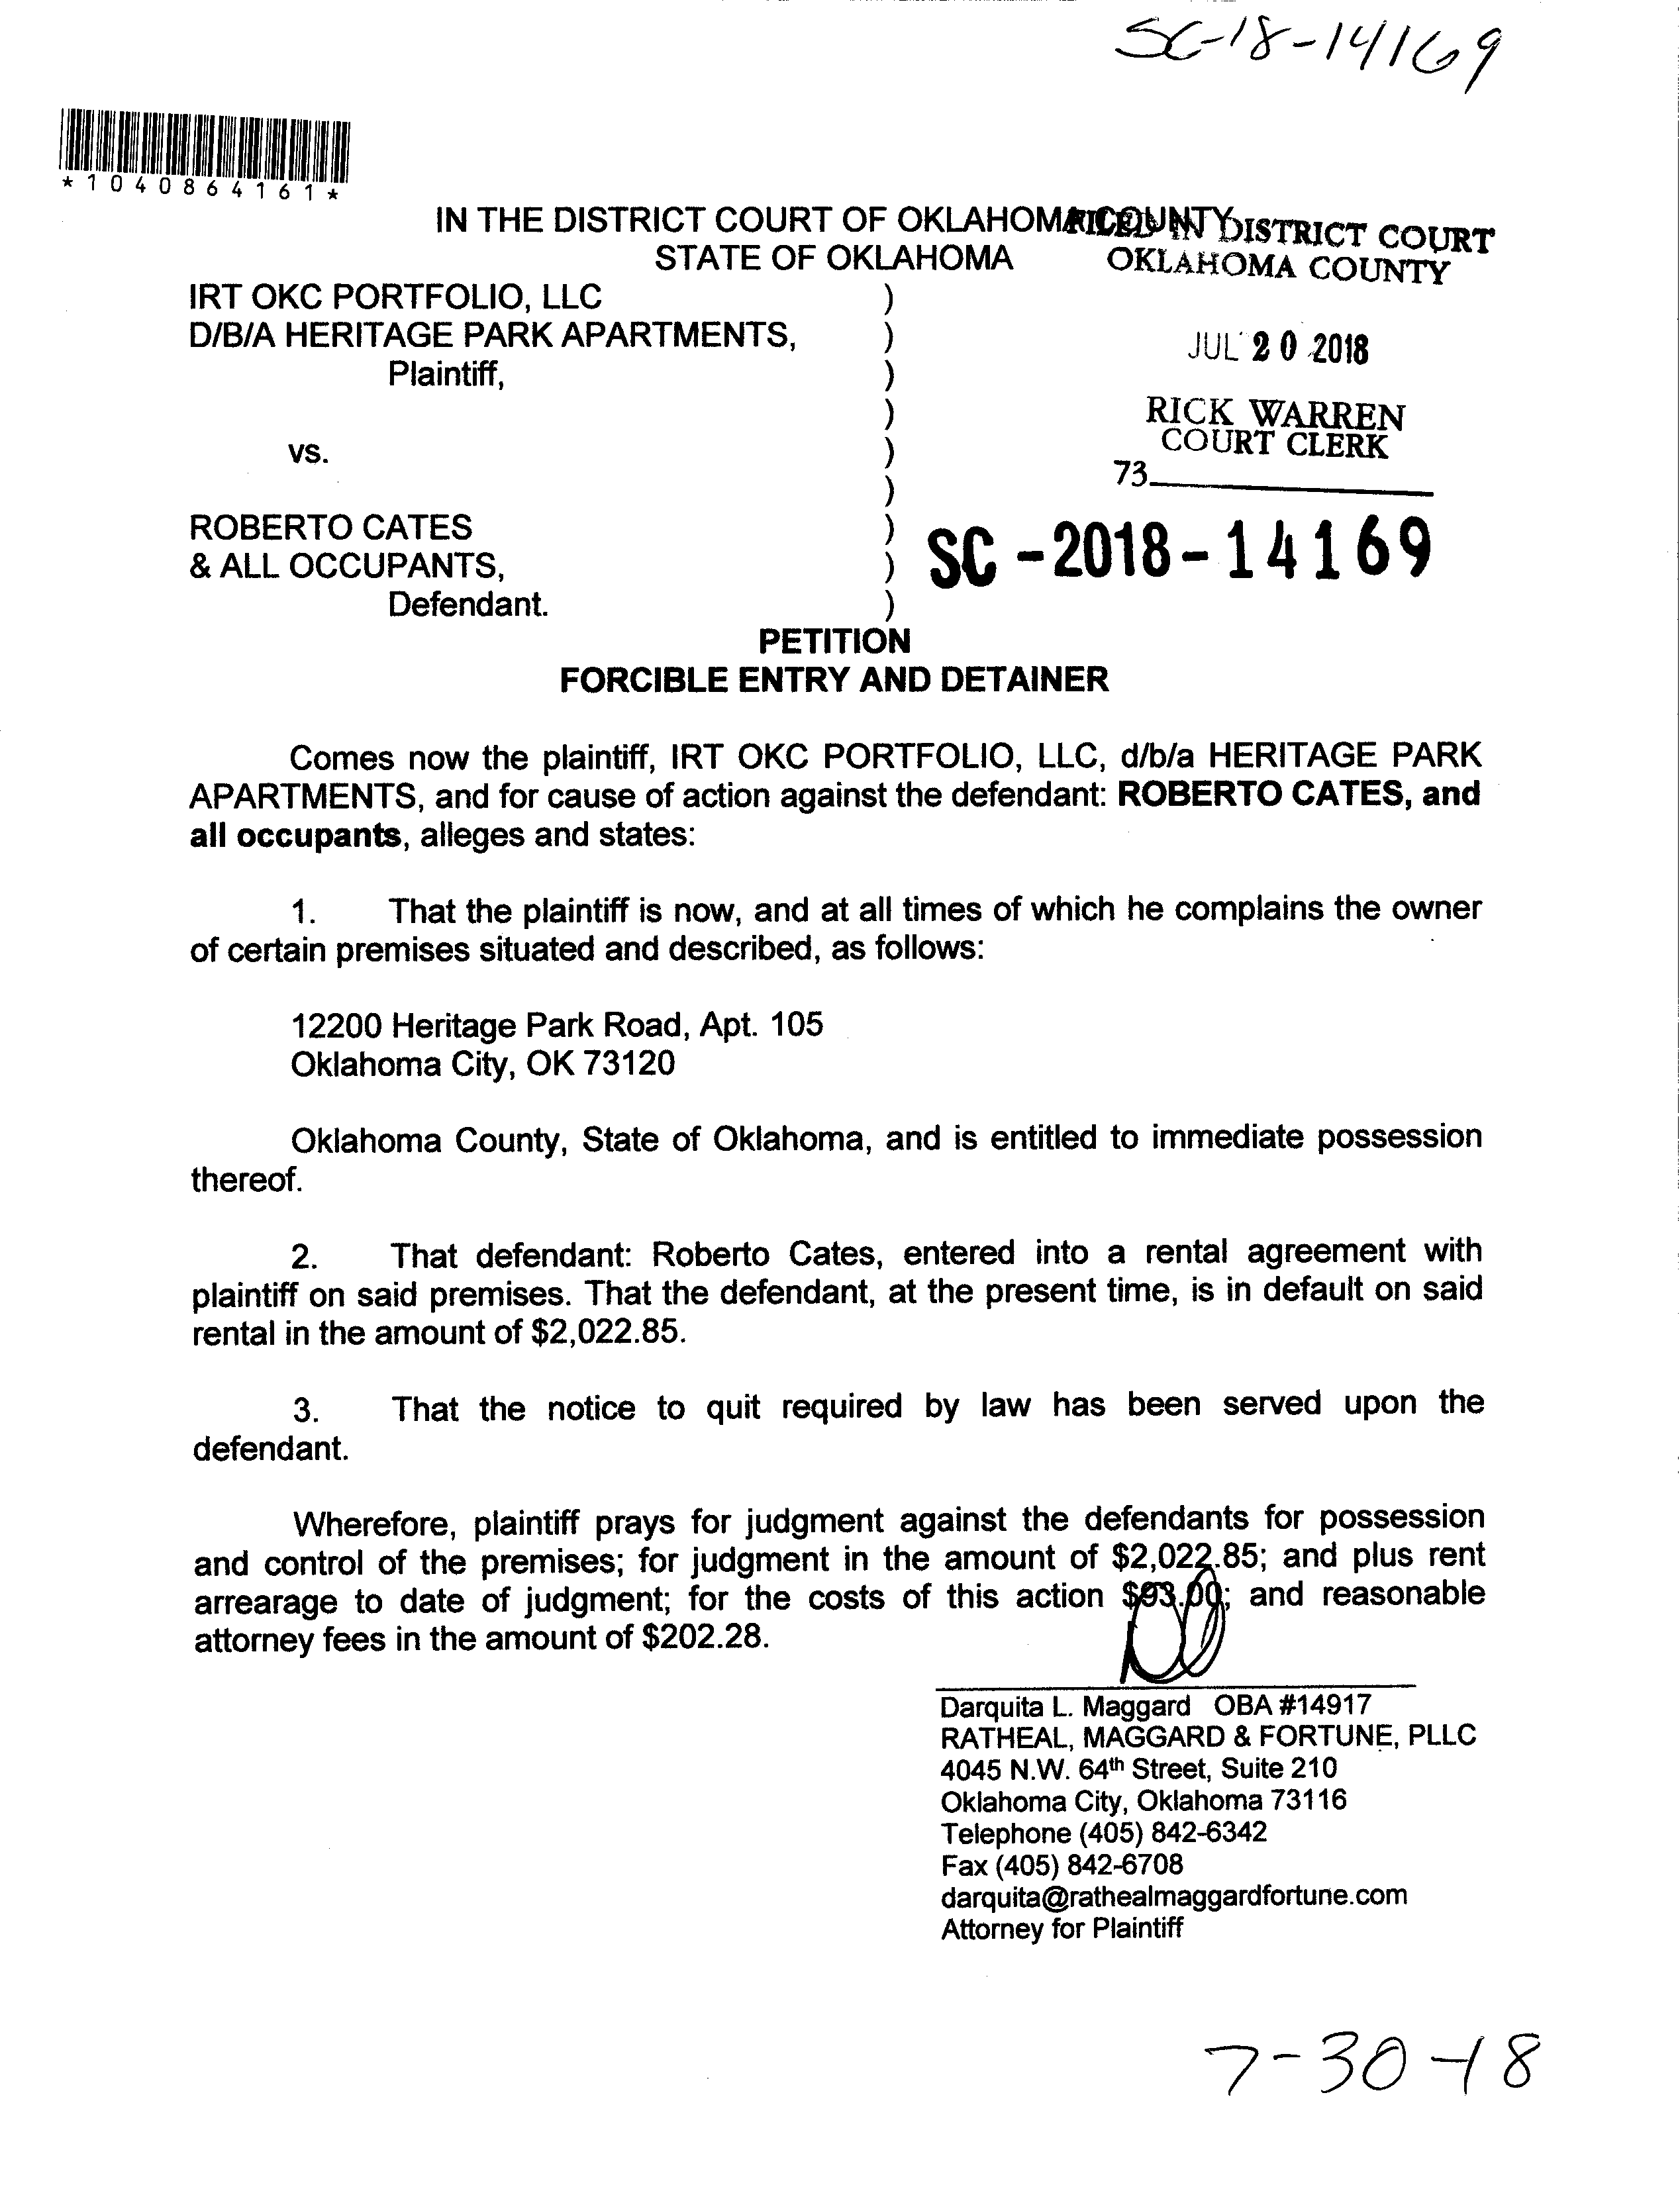 SC-18-14169
*1040864161*
IN THE DISTRICT COURT OF OKLAHOMA COUNTY
STATE OF OKLAHOMA
FILED IN DISTRICT COURT
OKLAHOMA COUNTY
JUL 20 2018
RICK WARREN
COURT CLERK
73
SC-2018-14169
IRT OKC PORTFOLIO, LLC )
D/B/A HERITAGE PARK APARTMENTS, )
Plaintiff, )
)
vs. )
)
ROBERTO CATES )
& ALL OCCUPANTS, )
Defendant. )
PETITION
FORCIBLE ENTRY AND DETAINER
Comes now the plaintiff, IRT OKC PORTFOLIO, LLC, d/b/a HERITAGE PARK
APARTMENTS, and for cause of action against the defendant: ROBERTO CATES, and
all occupants, alleges and states:
1. That the plaintiff is now, and at all times of which he complains the owner
of certain premises situated and described, as follows:
12200 Heritage Park Road, Apt. 105
Oklahoma City, OK 73120
Oklahoma County, State of Oklahoma, and is entitled to immediate possession
thereof.
2. That defendant: Roberto Cates, entered into a rental agreement with
plaintiff on said premises. That the defendant, at the present time, is in default on said
rental in the amount of $2,022.85.
3. That the notice to quit required by law has been served upon the
defendant.
Wherefore, plaintiff prays for judgment against the defendants for possession
and control of the premises; for judgment in the amount of $2,022.85; and plus rent
arrearage to date of judgment; for the costs of this action $93.00; and reasonable
attorney fees in the amount of $202.28.
Darquita L. Maggard OBA #14917
RATHEAL, MAGGARD & FORTUNE, PLLC
4045 N.W. 64th Street, Suite 210
Oklahoma City, Oklahoma 73116
Telephone (405) 842-6342
Fax (405) 842-6708
darquita@rathealmaggardfortune.com
Attorney for Plaintiff
7-30-18